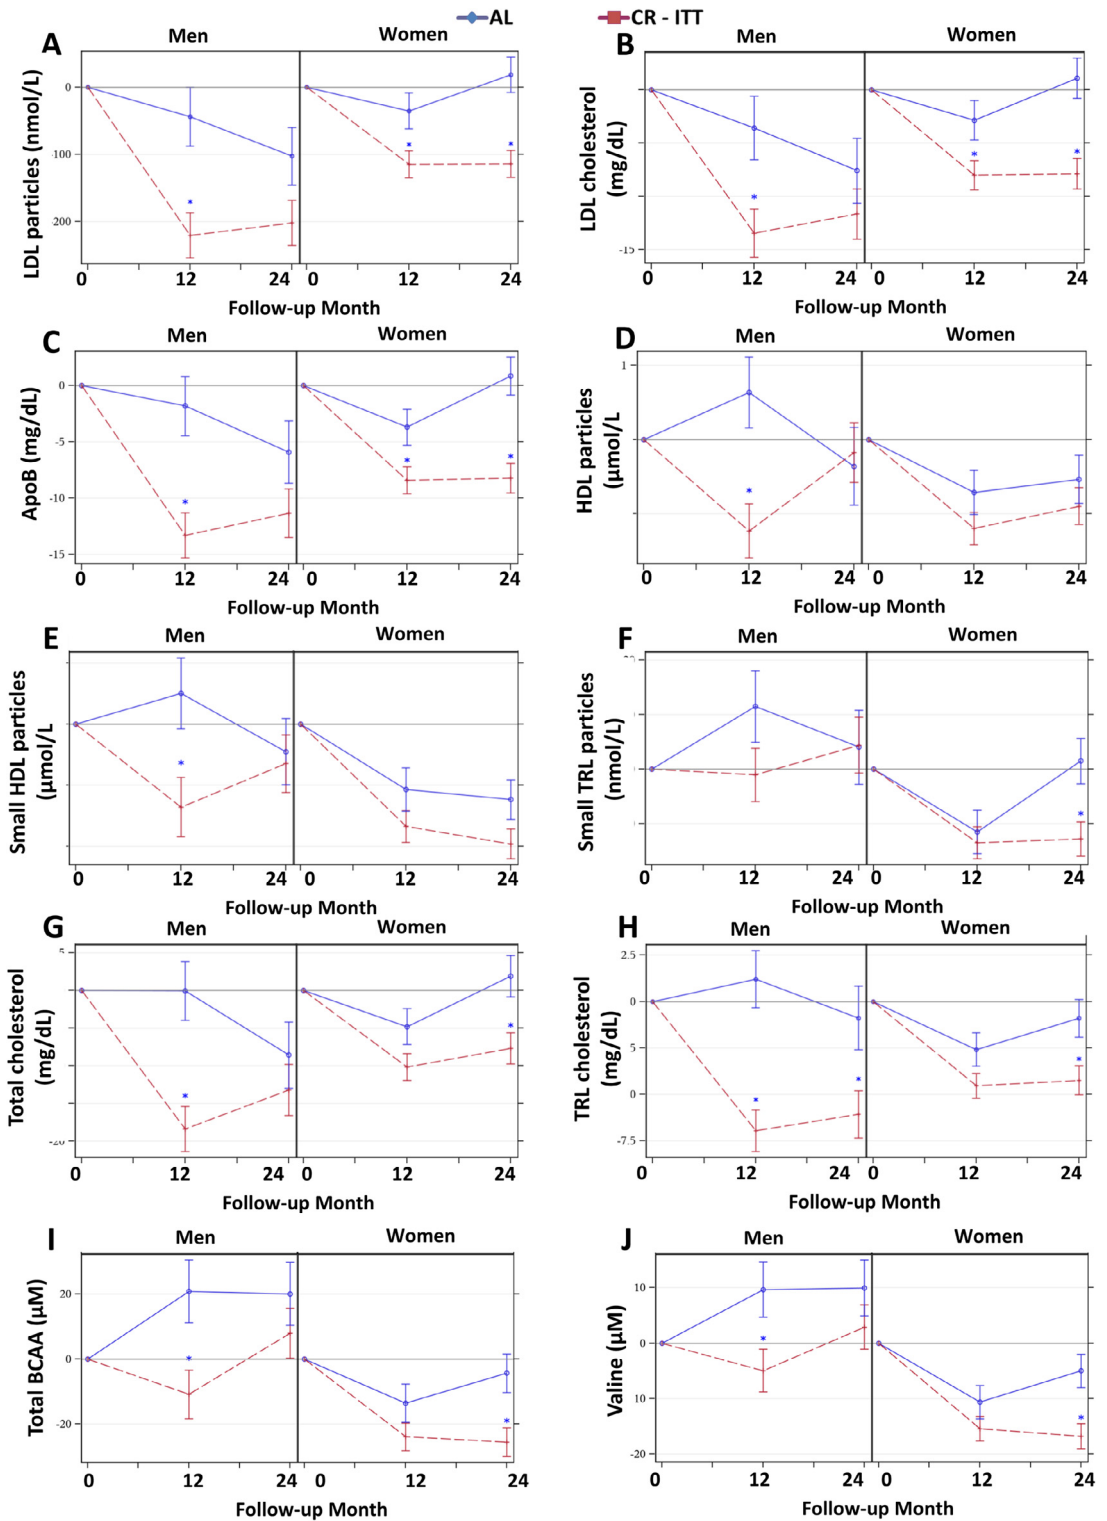 AL CR - ITT
A Men Women
B Men Women
LDL particles (nmol/L)
0
-100
200
0 12 24 0 12 24
Follow-up Month
LDL cholesterol
(mg/dL)
-15
0 12 24 0 12 24
Follow-up Month
C Men Women
D Men Women
ApoB (mg/dL)
0
-5
-10
-15
0 12 24 0 12 24
Follow-up Month
HDL particles
(µmol/L
1
0 12 24 0 12 24
Follow-up Month
E Men Women
F Men Women
Small HDL particles
(µmol/L
0 12 24 0 12 24
Follow-up Month
Small TRL particles
(nmol/L)
0 12 24 0 12 24
Follow-up Month
G Men Women
H Men Women
Total cholesterol
(mg/dL)
5
-20
0 12 24 0 12 24
Follow-up Month
TRL cholesterol
(mg/dL)
2.5
0
5
0
-7.5
0 12 24 0 12 24
Follow-up Month
I Men Women
J Men Women
Total BCAA (µM)
20
0
-20
0 12 24 0 12 24
Follow-up Month
Valine (µM)
10
0
10
-20
0 12 24 0 12 24
Follow-up Month